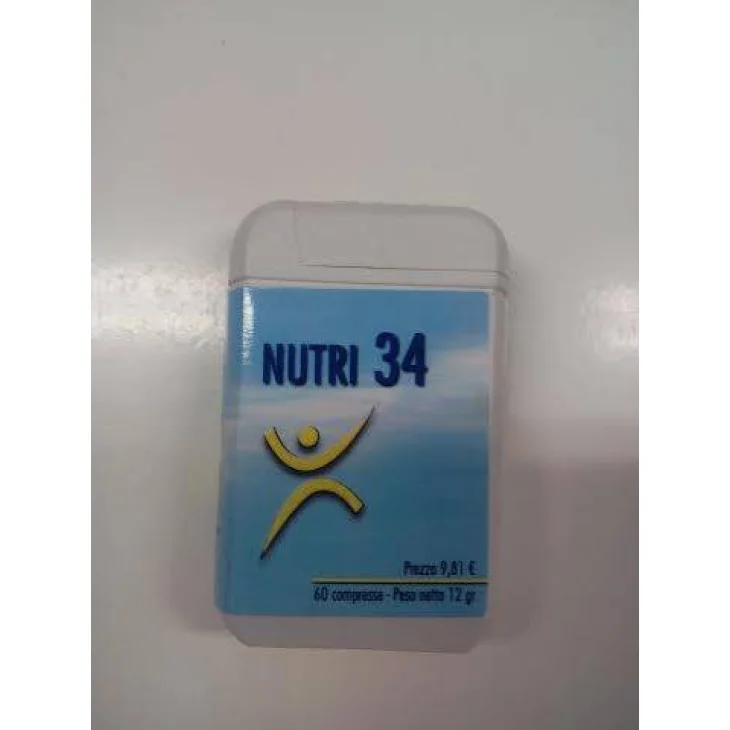 NUTRI 34
Prezzo 9,81 €
60 compresse - Peso netto 12 gr